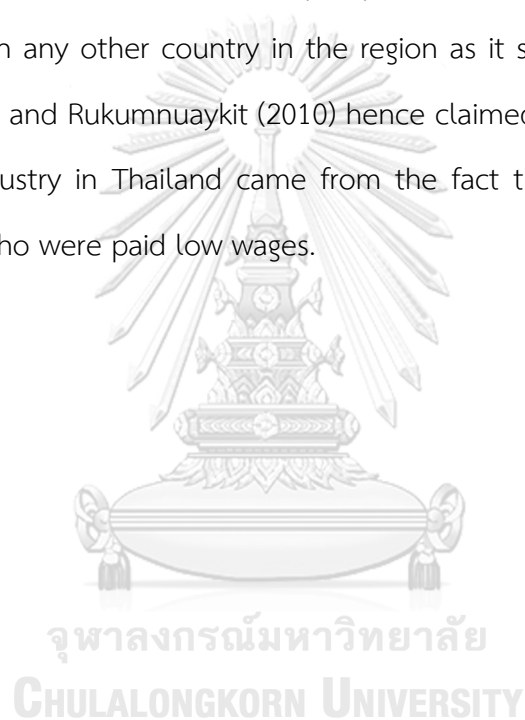 n any other country in the region as it s
and Rukumnuaykit (2010) hence claimed
ustry in Thailand came from the fact t
ho were paid low wages.
จุฬาลงกรณ์มหาวิทยาลัย
CHULALONGKORN UNIVERSITY